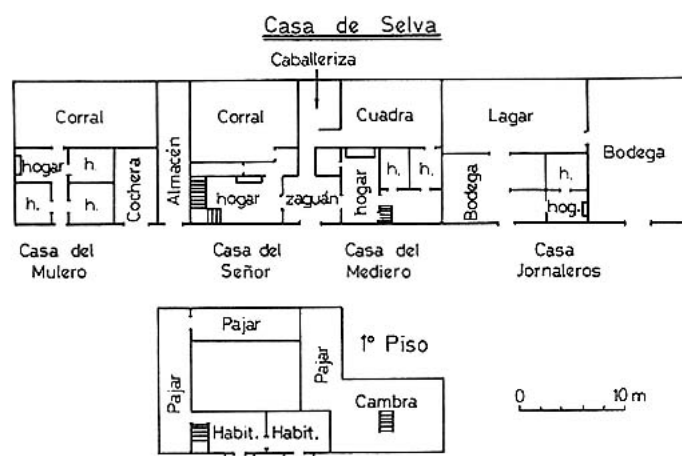 Casa de Selva
Caballeriza
Corral
Corral
Cuadra
Lagar
Bodega
hogar
h.
h.
h.
Cochera
Almacén
hogar
zaguán
hogar
h.
h.
Bodega
h.
hog.
Casa del
Mulero
Casa del
Señor
Casa del
Mediero
Casa
Jornaleros
Pajar
Pajar
Pajar
1º Piso
Cambra
Habit.
Habit.
0
10 m